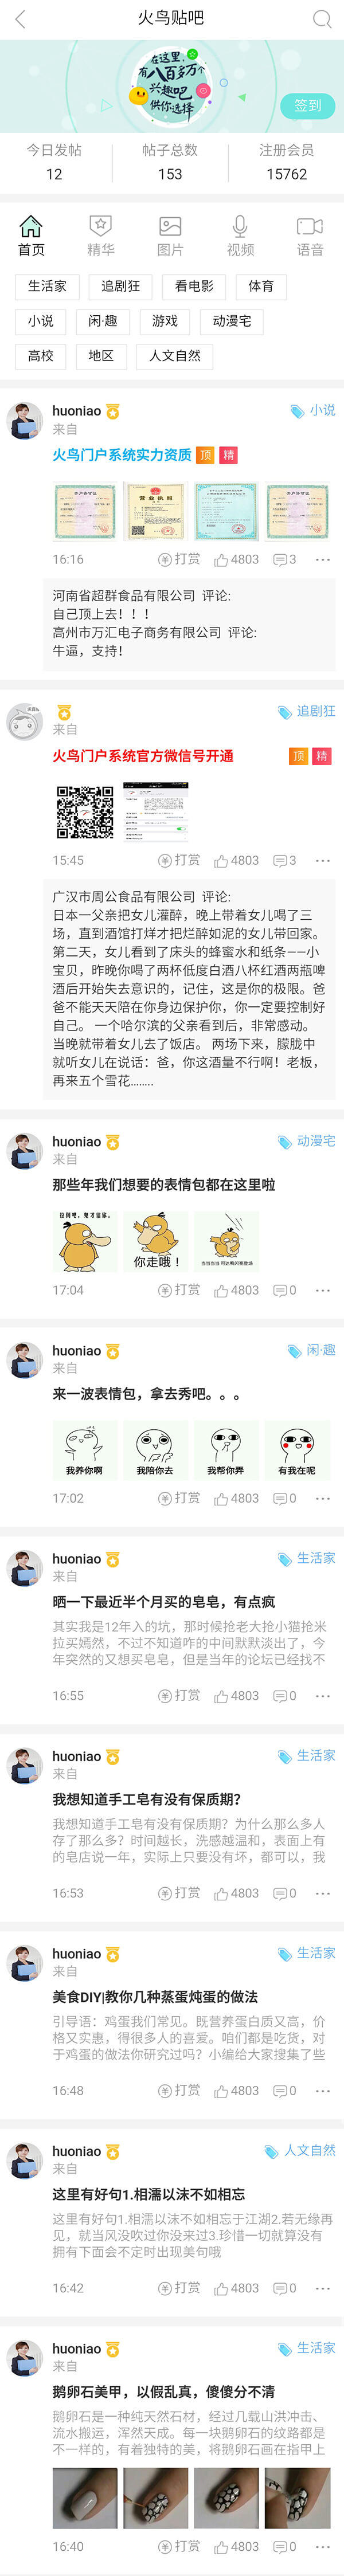 火鸟贴吧
在这里,
有八百多万个
兴趣吧
供你选择
签到
今日发帖 帖子总数 注册会员
12 153 15762
首页 精华 图片 视频 语音
生活家 追剧狂 看电影 体育
小说 闲·趣 游戏 动漫宅
高校 地区 人文自然
huoniao 小说
来自
火鸟门户系统实力资质 顶 精
营业执照
16:16 打赏 4803 3
河南省超群食品有限公司 评论:
自己顶上去！！！
高州市万汇电子商务有限公司 评论:
牛逼，支持！
追剧狂
来自
火鸟门户系统官方微信号开通 顶 精
15:45 打赏 4803 3
广汉市周公食品有限公司 评论:
日本一父亲把女儿灌醉，晚上带着女儿喝了三
场，直到酒馆打烊才把烂醉如泥的女儿带回家。
第二天，女儿看到了床头的蜂蜜水和纸条——小
宝贝，昨晚你喝了两杯低度白酒八杯红酒两瓶啤
酒后开始失去意识的，记住，这是你的极限。爸
爸不能天天陪在你身边保护你，你一定要控制好
自己。 一个哈尔滨的父亲看到后，非常感动。
当晚就带着女儿去了饭店。 两场下来，朦胧中
就听女儿在说话：爸，你这酒量不行啊！老板，
再来五个雪花……..
huoniao 动漫宅
来自
那些年我们想要的表情包都在这里啦
你走哦！
17:04 打赏 4803 0
huoniao 闲·趣
来自
来一波表情包，拿去秀吧。。。
我养你啊 我陪你去 我帮你弄 有我在呢
17:02 打赏 4803 0
huoniao 生活家
来自
晒一下最近半个月买的皂皂，有点疯
其实我是12年入的坑，那时候抢老大抢小猫抢米
拉买嫣然，不过不知道咋的中间默默淡出了，今
年突然的又想买皂皂，但是当年的论坛已经找不
16:55 打赏 4803 0
huoniao 生活家
来自
我想知道手工皂有没有保质期？
我想知道手工皂有没有保质期？为什么那么多人
存了那么多？时间越长，洗感越温和，表面上有
的皂店说一年，实际上只要没有坏，都可以，我
16:53 打赏 4803 0
huoniao 生活家
来自
美食DIY|教你几种蒸蛋炖蛋的做法
引导语：鸡蛋我们常见。既营养蛋白质又高，价
格又实惠，得很多人的喜爱。咱们都是吃货，对
于鸡蛋的做法你研究过吗？小编给大家搜集了些
16:48 打赏 4803 0
huoniao 人文自然
来自
这里有好句1.相濡以沫不如相忘
这里有好句1.相濡以沫不如相忘于江湖2.若无缘再
见，就当风没吹过你没来过3.珍惜一切就算没有
拥有下面会不定时出现美句哦
16:42 打赏 4803 0
huoniao 生活家
来自
鹅卵石美甲，以假乱真，傻傻分不清
鹅卵石是一种纯天然石材，经过几载山洪冲击、
流水搬运，浑然天成。每一块鹅卵石的纹路都是
不一样的，有着独特的美，将鹅卵石画在指甲上
16:40 打赏 4803 0